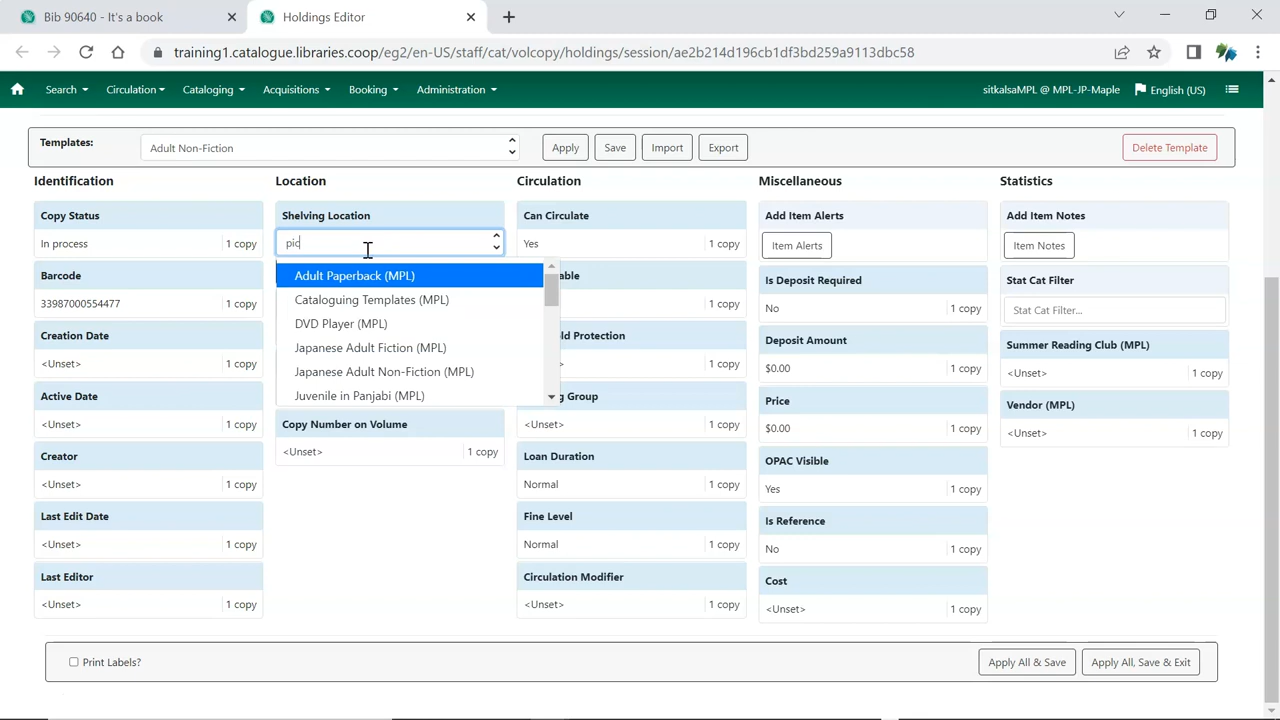 Bib 90640 - It's a book
Holdings Editor
training1.catalogue.libraries.coop/eg2/en-US/staff/cat/volcopy/holdings/session/ae2b214d196cb1df3bd259a9113dbc58
Search Circulation Cataloging Acquisitions Booking Administration sitkalsaMPL @ MPL-JP-Maple English (US)
Templates: Adult Non-Fiction Apply Save Import Export Delete Template
Identification
Copy Status
In process 1 copy
Barcode
33987000554477 1 copy
Creation Date
<Unset> 1 copy
Active Date
<Unset> 1 copy
Creator
<Unset> 1 copy
Last Edit Date
<Unset> 1 copy
Last Editor
<Unset> 1 copy
Location
Shelving Location
pic
Adult Paperback (MPL)
Cataloguing Templates (MPL)
DVD Player (MPL)
Japanese Adult Fiction (MPL)
Japanese Adult Non-Fiction (MPL)
Juvenile in Panjabi (MPL)
Copy Number on Volume
<Unset> 1 copy
Circulation
Can Circulate
Yes 1 copy
1 copy
Protection
1 copy
Group
<Unset> 1 copy
Loan Duration
Normal 1 copy
Fine Level
Normal 1 copy
Circulation Modifier
<Unset> 1 copy
Miscellaneous
Add Item Alerts
Item Alerts
Is Deposit Required
No 1 copy
Deposit Amount
$0.00 1 copy
Price
$0.00 1 copy
OPAC Visible
Yes 1 copy
Is Reference
No 1 copy
Cost
<Unset> 1 copy
Statistics
Add Item Notes
Item Notes
Stat Cat Filter
Stat Cat Filter...
Summer Reading Club (MPL)
<Unset> 1 copy
Vendor (MPL)
<Unset> 1 copy
Print Labels? Apply All & Save Apply All, Save & Exit